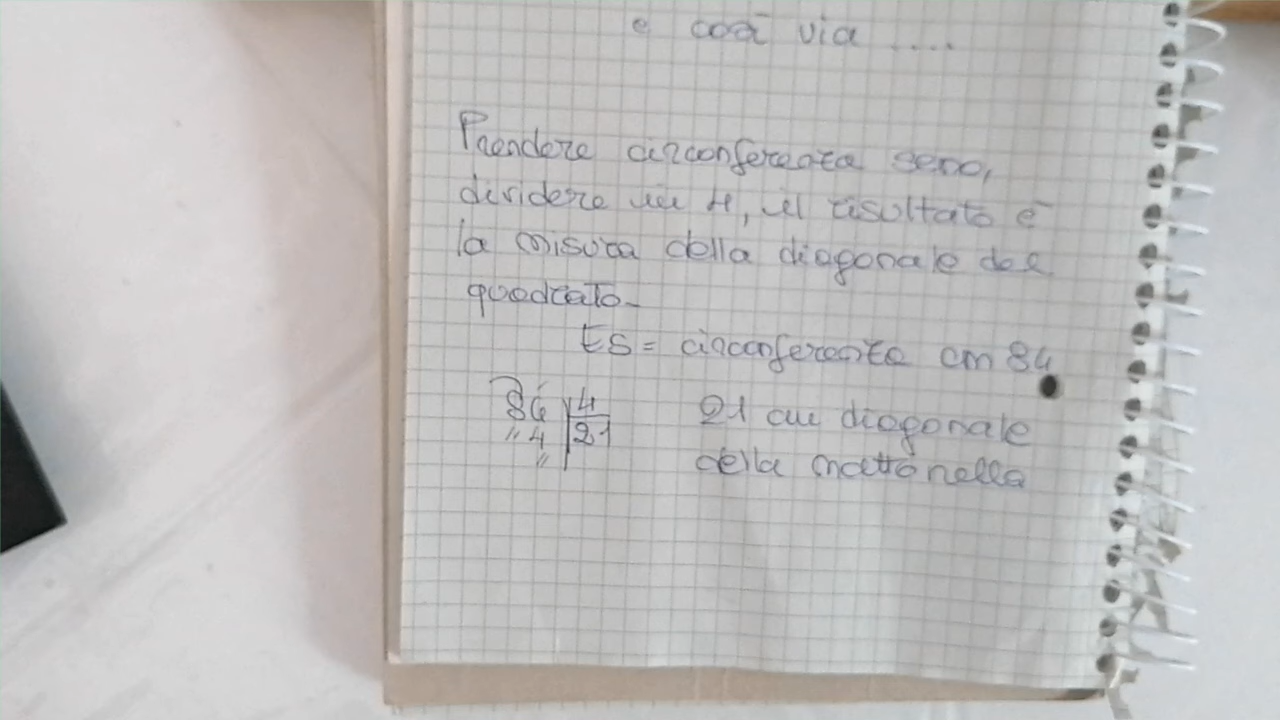 e così via ....
Prendere circonferenza seno,
dividere in 4, il risultato è
la misura della diagonale del
quadrato-
ES = circonferenza cm 84
84 4
" 4 21
"
21 cm diagonale
della mattonella